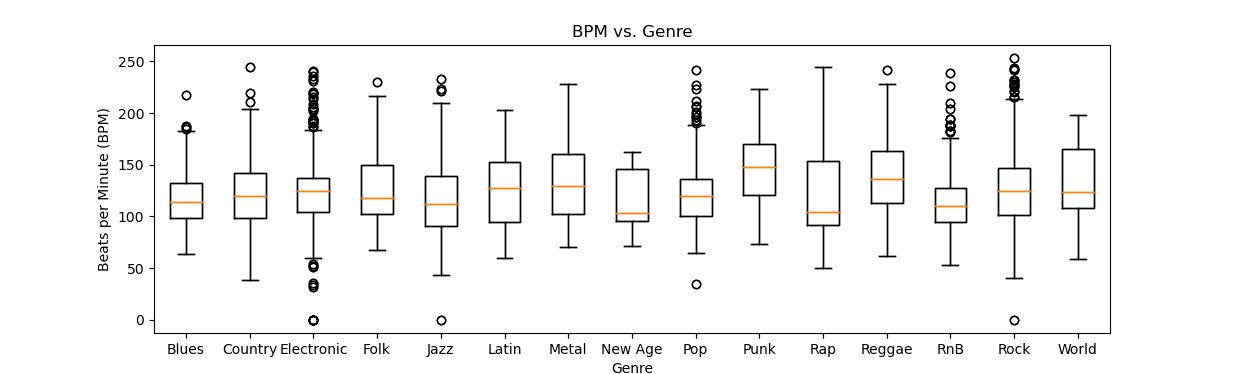 BPM vs. Genre
Beats per Minute (BPM)
250
200
150
100
50
0
Blues Country Electronic Folk Jazz Latin Metal New Age Pop Punk Rap Reggae RnB Rock World
Genre